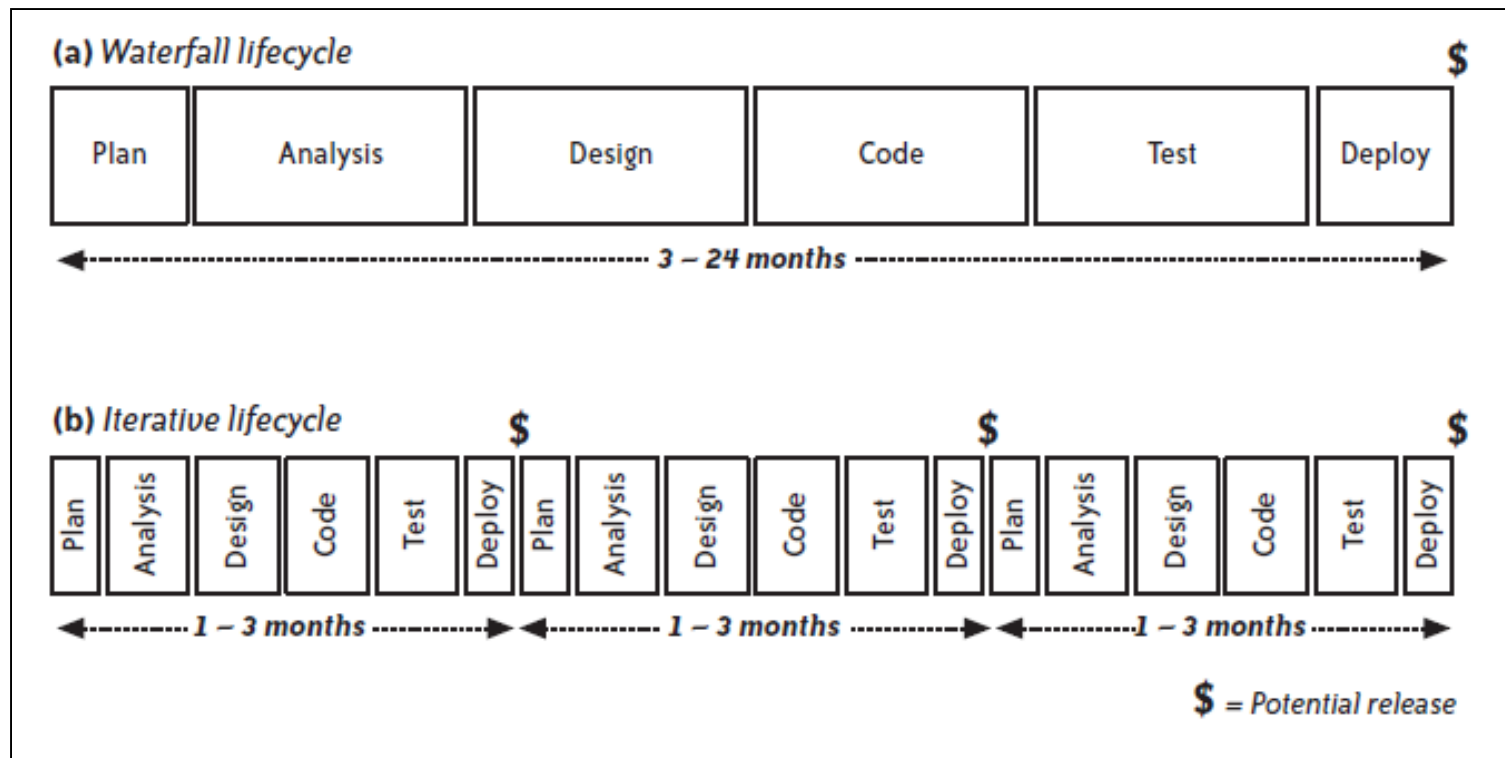 (a) Waterfall lifecycle
$
Plan Analysis Design Code Test Deploy
3 – 24 months
(b) Iterative lifecycle
$ $ $
Plan Analysis Design Code Test Deploy Plan Analysis Design Code Test Deploy Plan Analysis Design Code Test Deploy
1 – 3 months 1 – 3 months 1 – 3 months
$ = Potential release